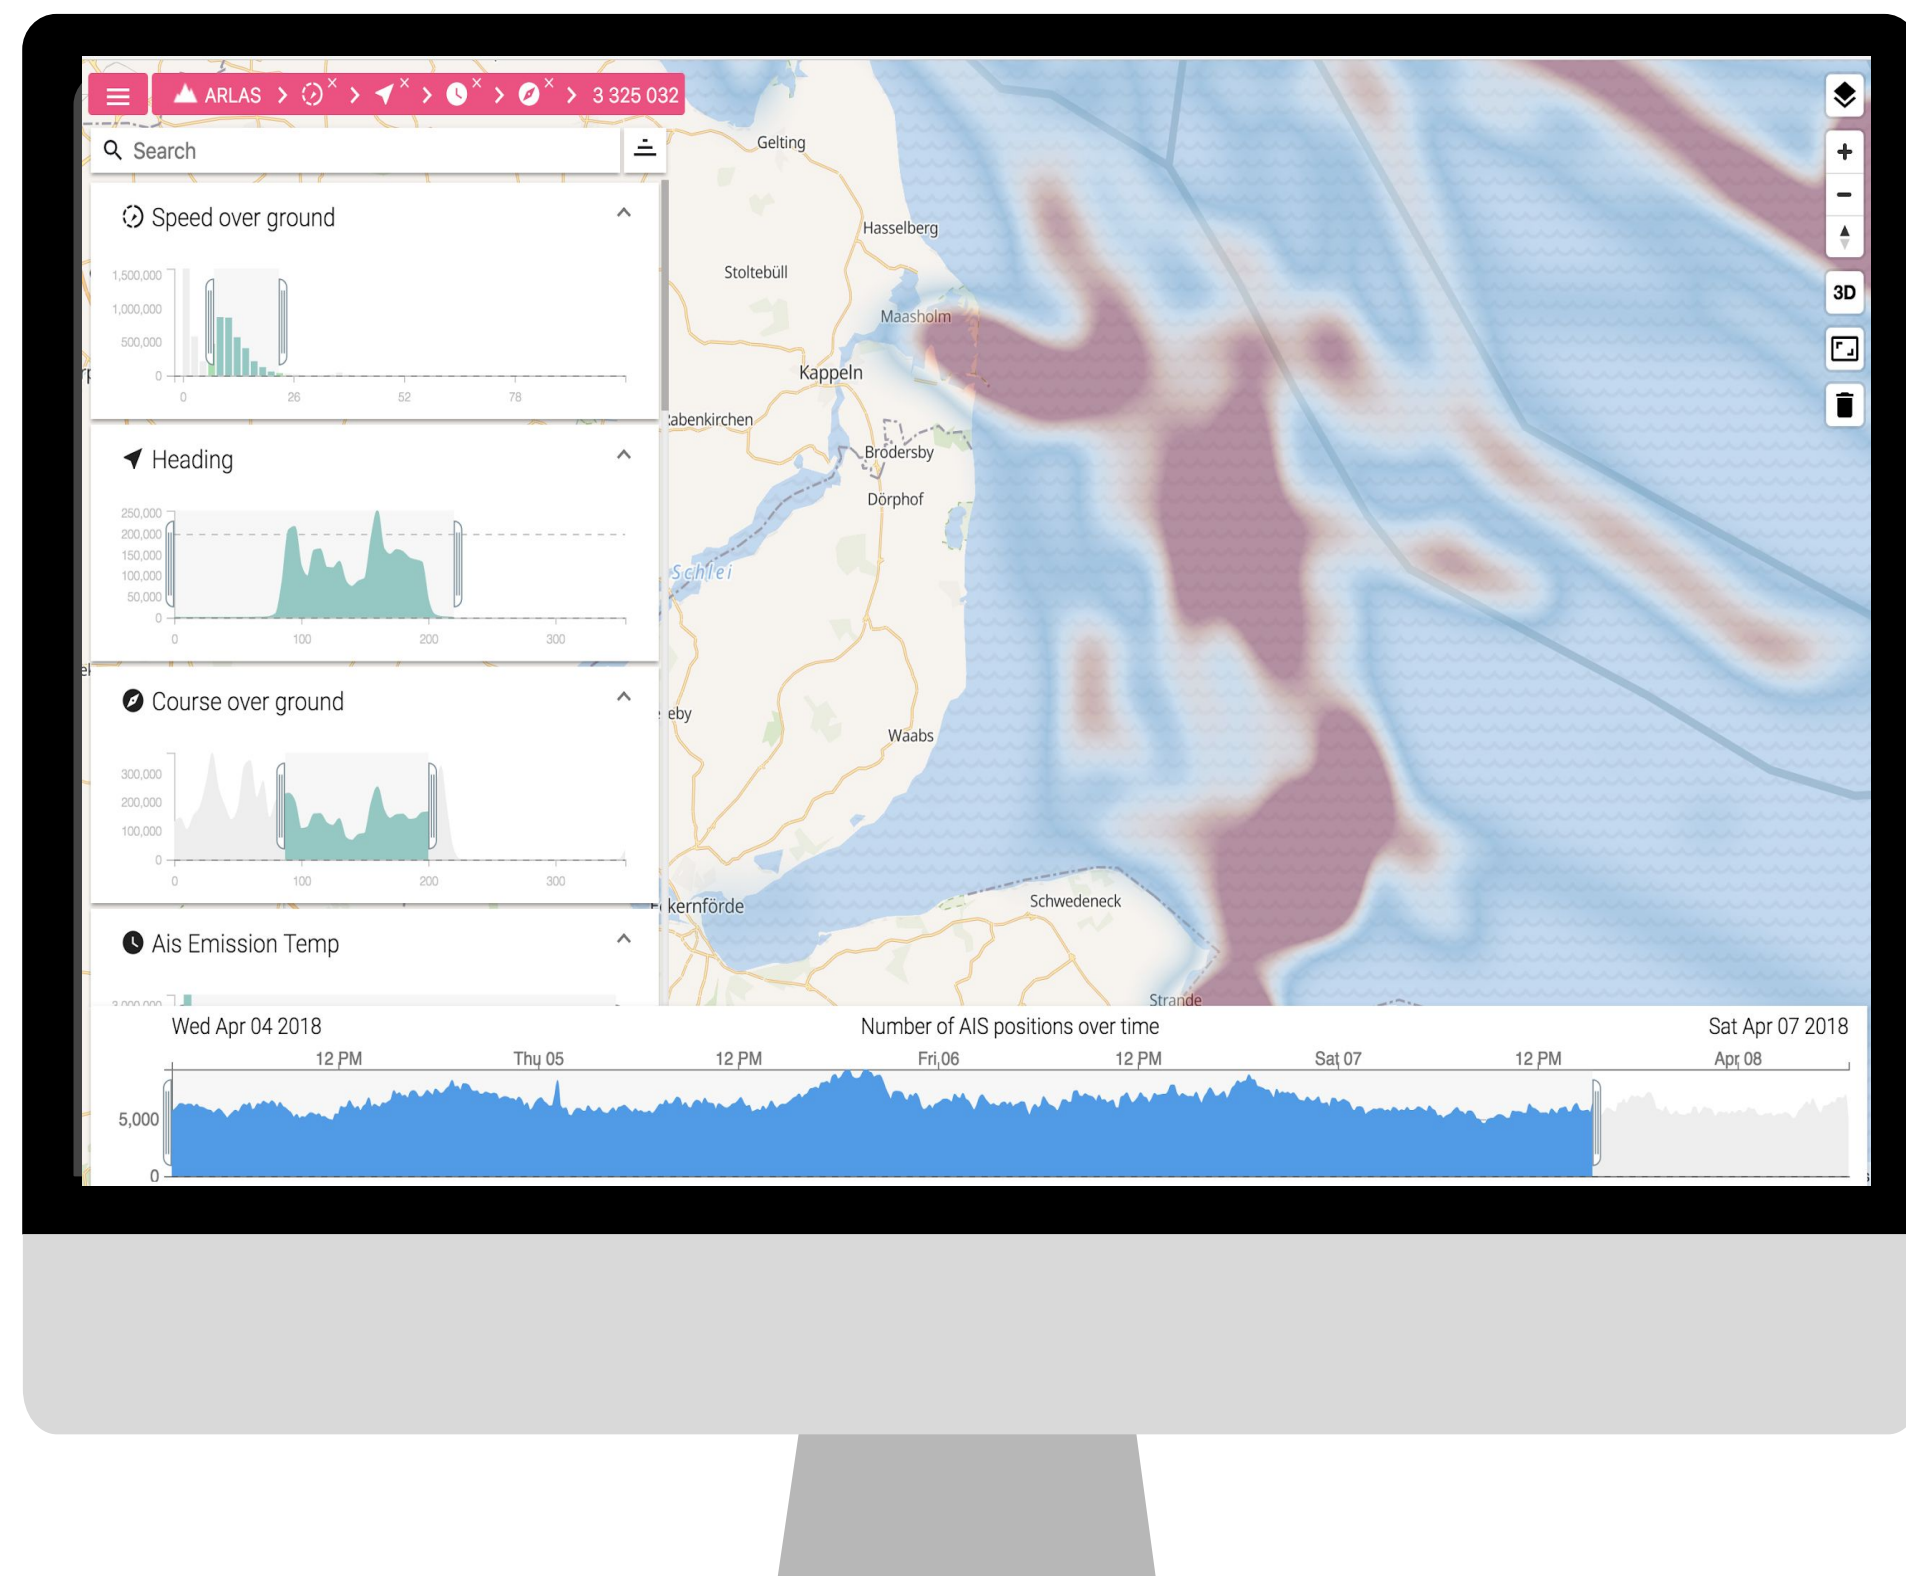 ARLAS 3 325 032
Search
Speed over ground
1,500,000
1,000,000
500,000
0
0 26 52 78
Heading
250,000
200,000
150,000
100,000
50,000
0
0 100 200 300
Course over ground
300,000
200,000
100,000
0
0 100 200 300
Ais Emission Temp
Gelting
Hasselberg
Stoltebüll
Maasholm
Kappeln
abenkirchen
Brodersby
Dörphof
Schlei
eby
Waabs
kernförde
Schwedeneck
Strande
3D
Wed Apr 04 2018 Number of AIS positions over time Sat Apr 07 2018
12 PM Thu 05 12 PM Fri 06 12 PM Sat 07 12 PM Apr 08
5,000
0